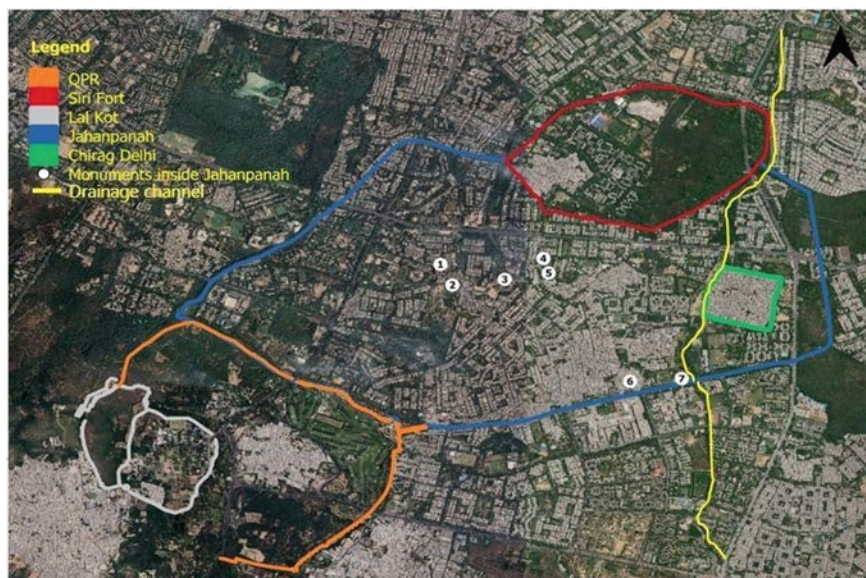 Legend
QPR
Siri Fort
Lal Kot
Jahanpanah
Chirag Delhi
Monuments inside Jahanpanah
Drainage channel
1
2
3
4
5
6
7